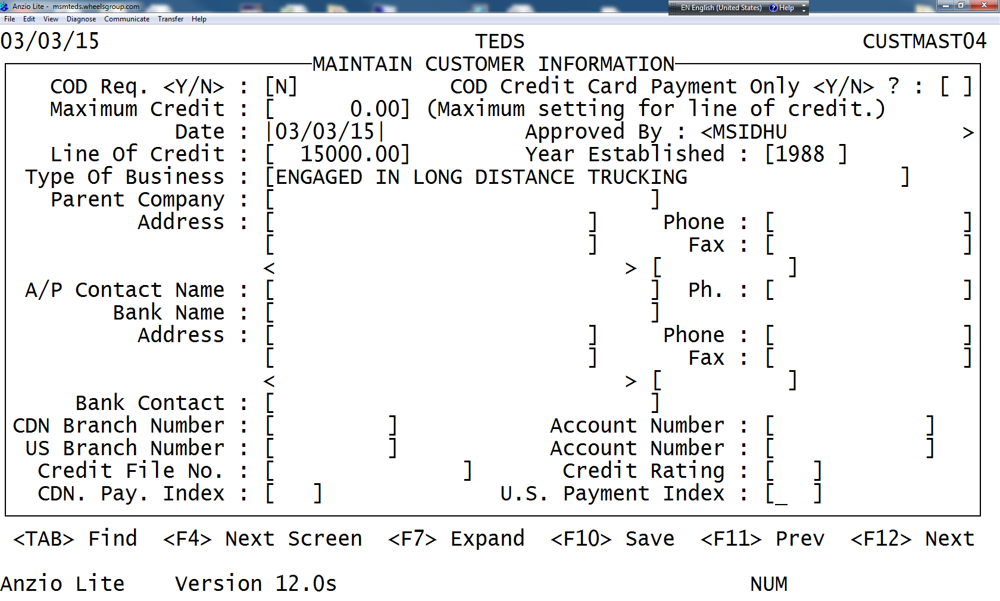 Anzio Lite - msmteds.wheelsgroup.com EN English (United States) Help
File Edit View Diagnose Communicate Transfer Help
03/03/15 TEDS CUSTMAST04
MAINTAIN CUSTOMER INFORMATION
COD Req. <Y/N> : [N] COD Credit Card Payment Only <Y/N> ? : [ ]
Maximum Credit : [ 0.00] (Maximum setting for line of credit.)
Date : |03/03/15| Approved By : <MSIDHU >
Line Of Credit : [ 15000.00] Year Established : [1988 ]
Type Of Business : [ENGAGED IN LONG DISTANCE TRUCKING ]
Parent Company : [ ]
Address : [ ] Phone : [ ]
[ ] Fax : [ ]
< > [ ]
A/P Contact Name : [ ] Ph. : [ ]
Bank Name : [ ]
Address : [ ] Phone : [ ]
[ ] Fax : [ ]
< > [ ]
Bank Contact : [ ]
CDN Branch Number : [ ] Account Number : [ ]
US Branch Number : [ ] Account Number : [ ]
Credit File No. : [ ] Credit Rating : [ ]
CDN. Pay. Index : [ ] U.S. Payment Index : [_ ]
<TAB> Find <F4> Next Screen <F7> Expand <F10> Save <F11> Prev <F12> Next
Anzio Lite Version 12.0s NUM